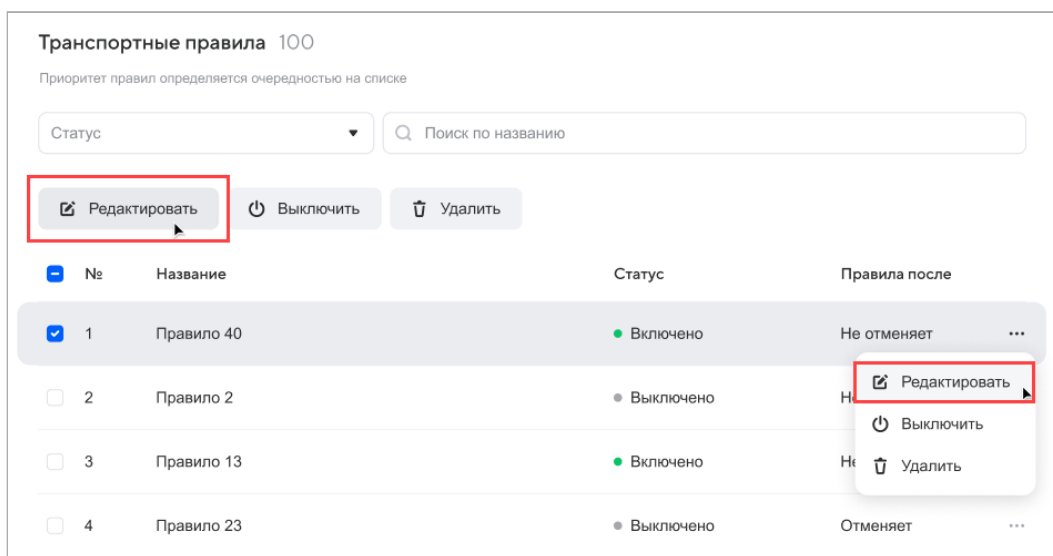 Транспортные правила 100
Приоритет правил определяется очередностью на списке
Статус Поиск по названию
Редактировать Выключить Удалить
№ Название Статус Правила после
1 Правило 40 Включено Не отменяет
Редактировать
2 Правило 2 Выключено
Выключить
3 Правило 13 Включено
Удалить
4 Правило 23 Выключено Отменяет